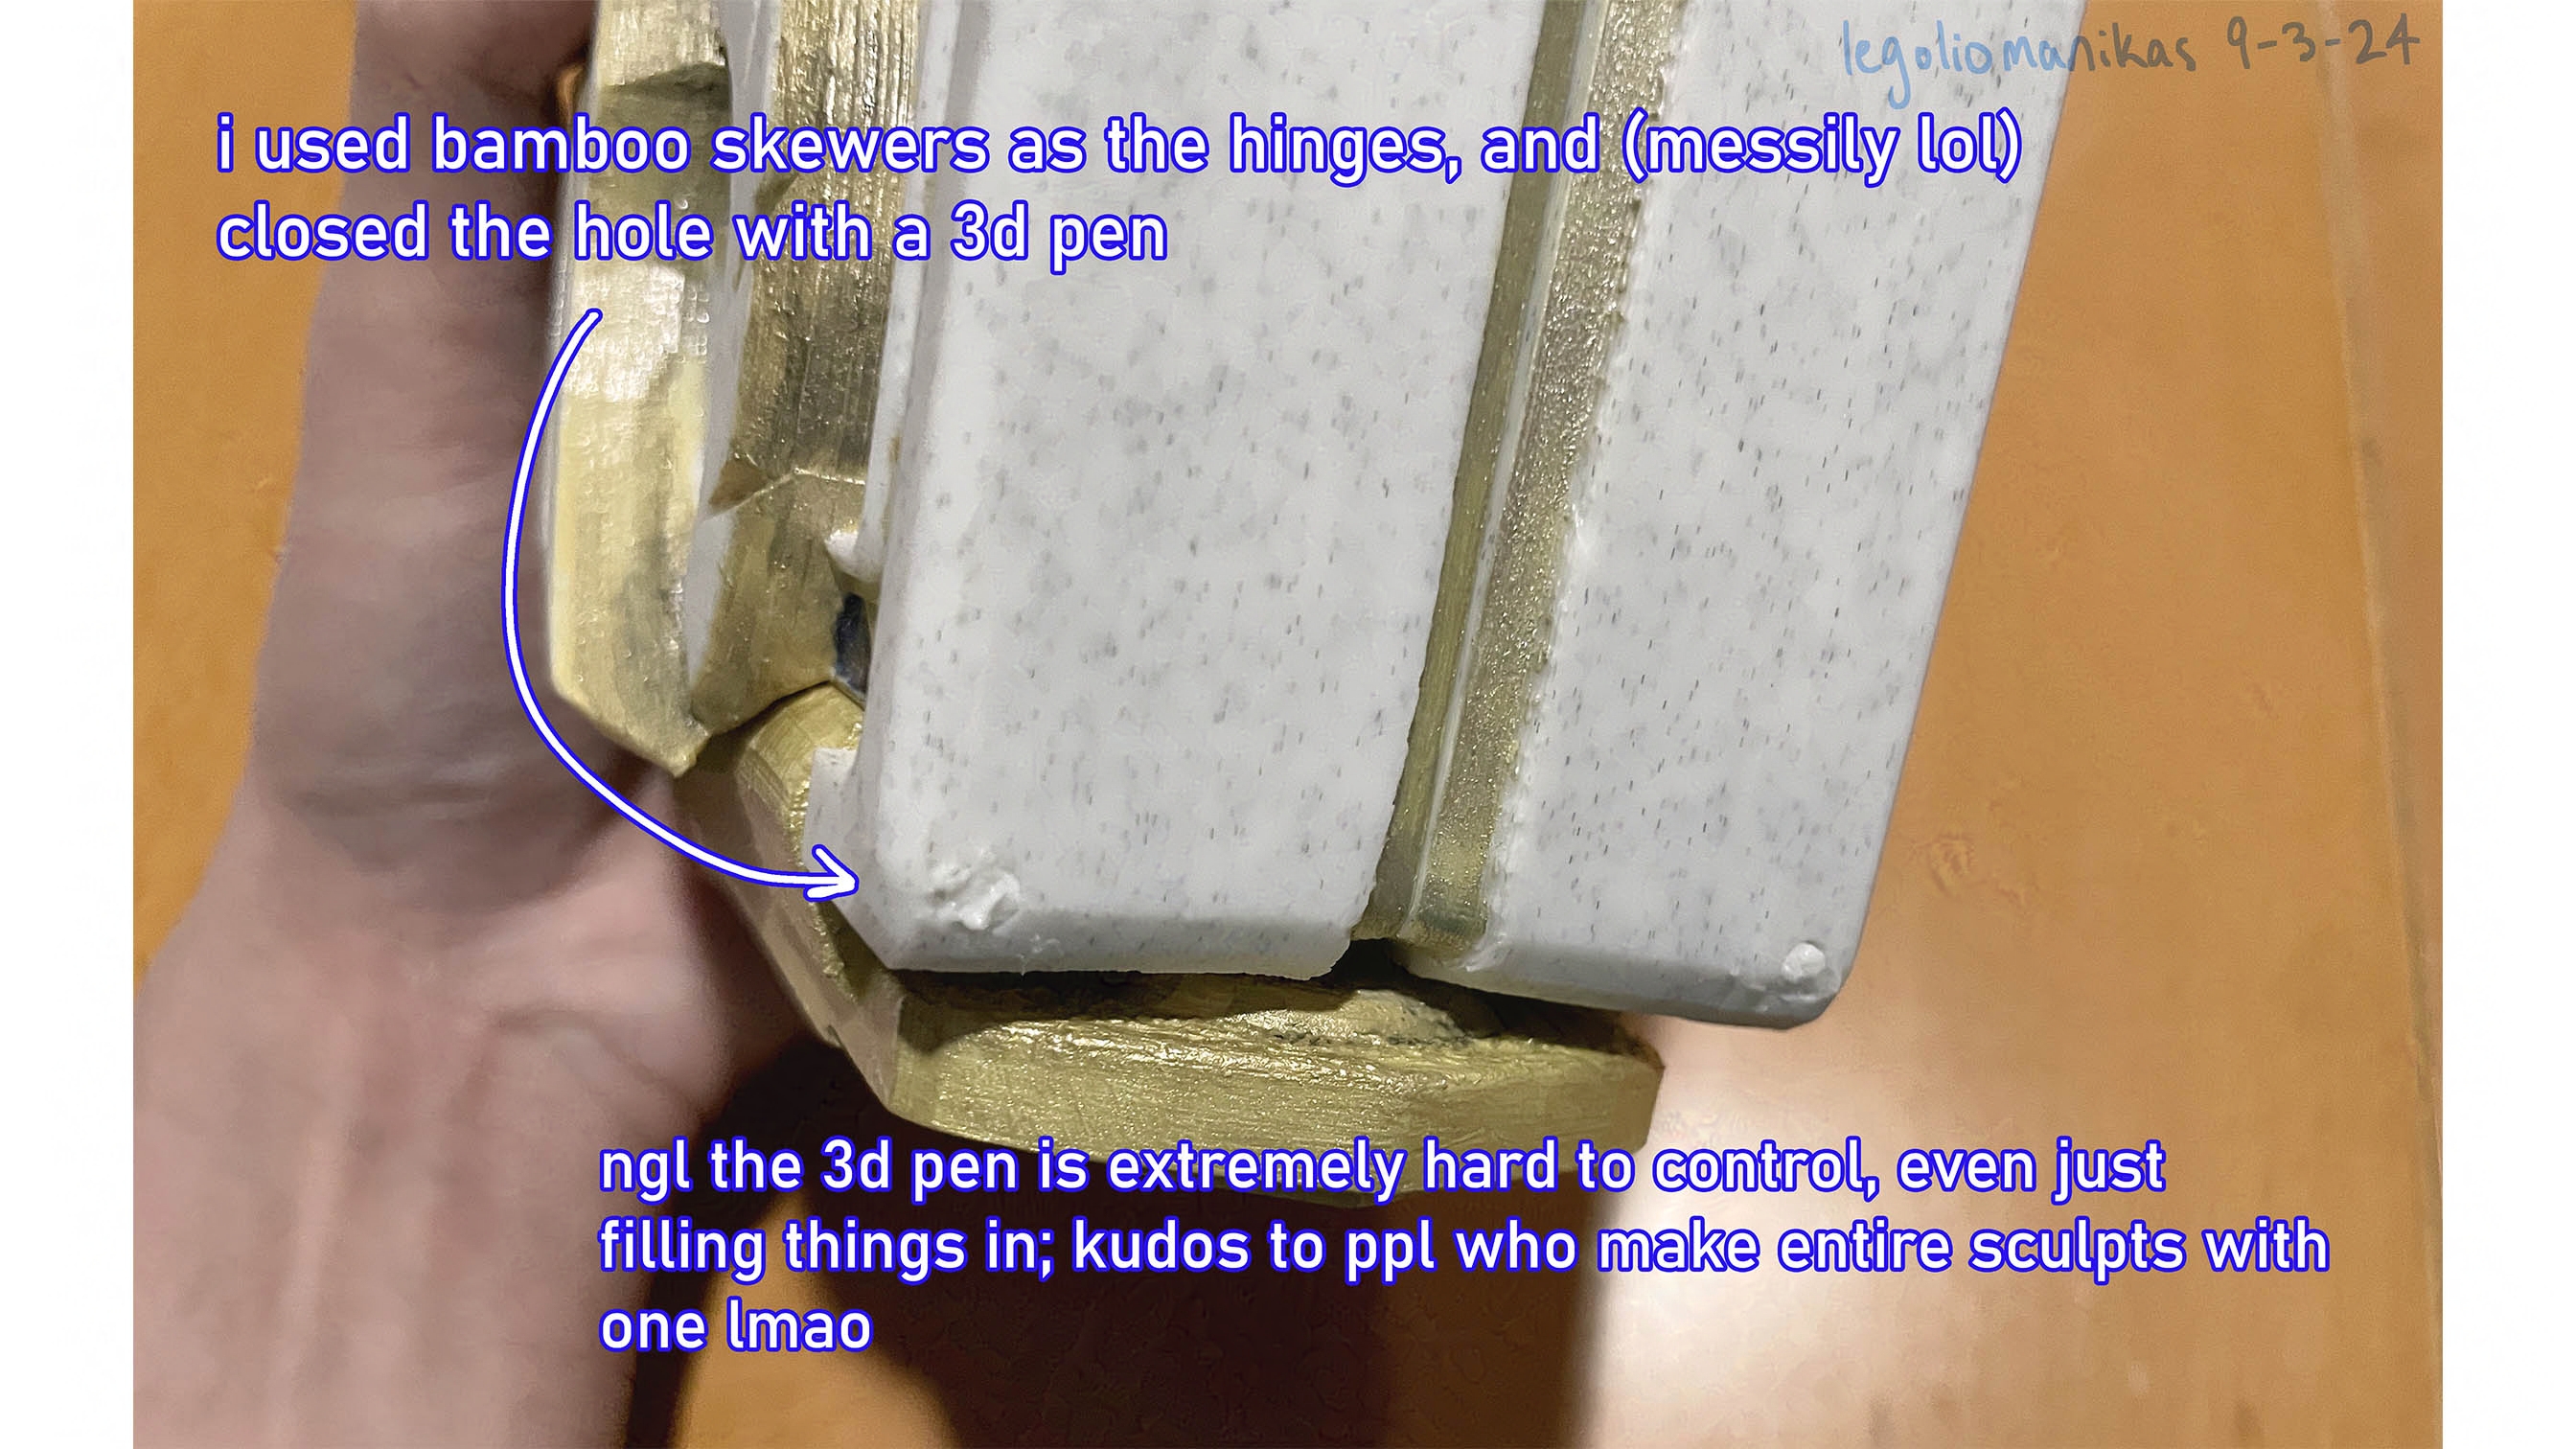 legoliomanikas 9-3-24
i used bamboo skewers as the hinges, and (messily lol)
closed the hole with a 3d pen
ngl the 3d pen is extremely hard to control, even just
filling things in; kudos to ppl who make entire sculpts with
one lmao